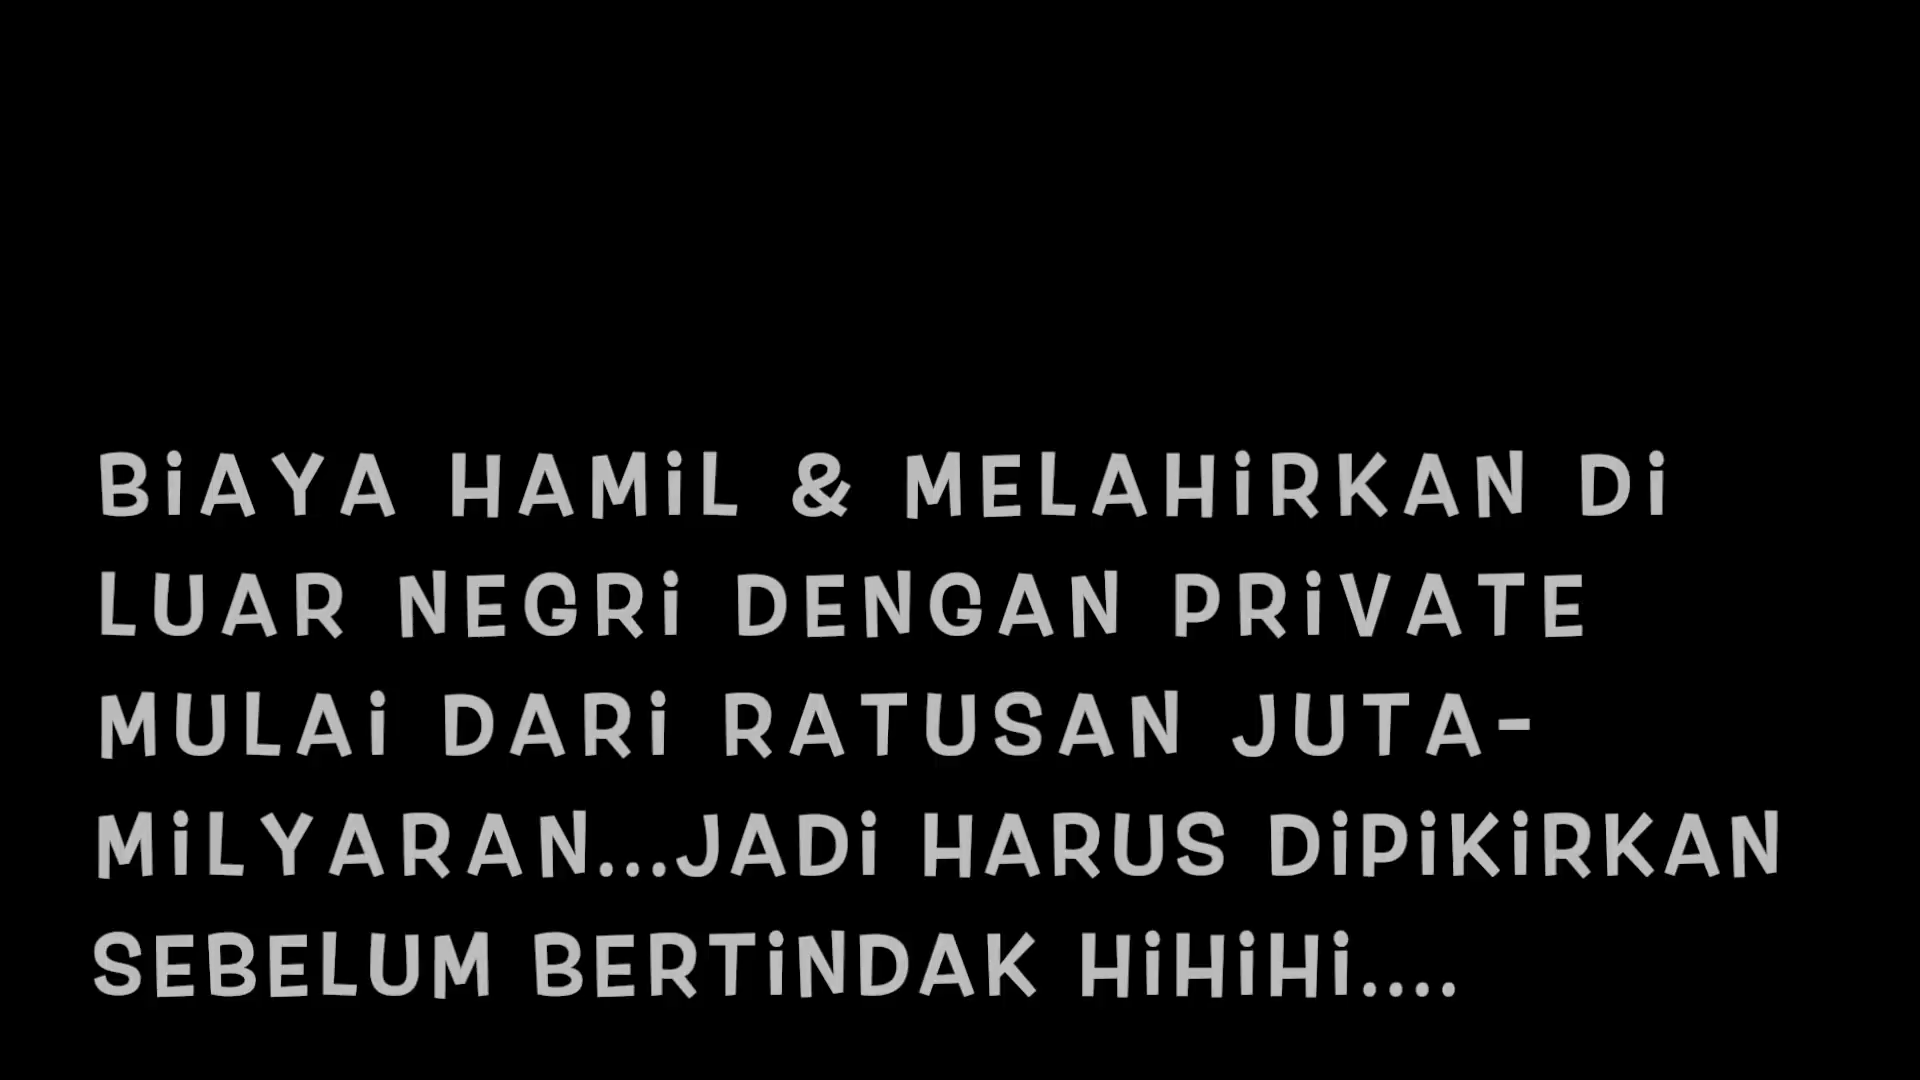 BiAYA HAMiL & MELAHiRKAN Di
LUAR NEGRi DENGAN PRiVATE
MULAi DARi RATUSAN JUTA-
MiLYARAN...JADi HARUS DiPiKiRKAN
SEBELUM BERTiNDAK HiHiHi....